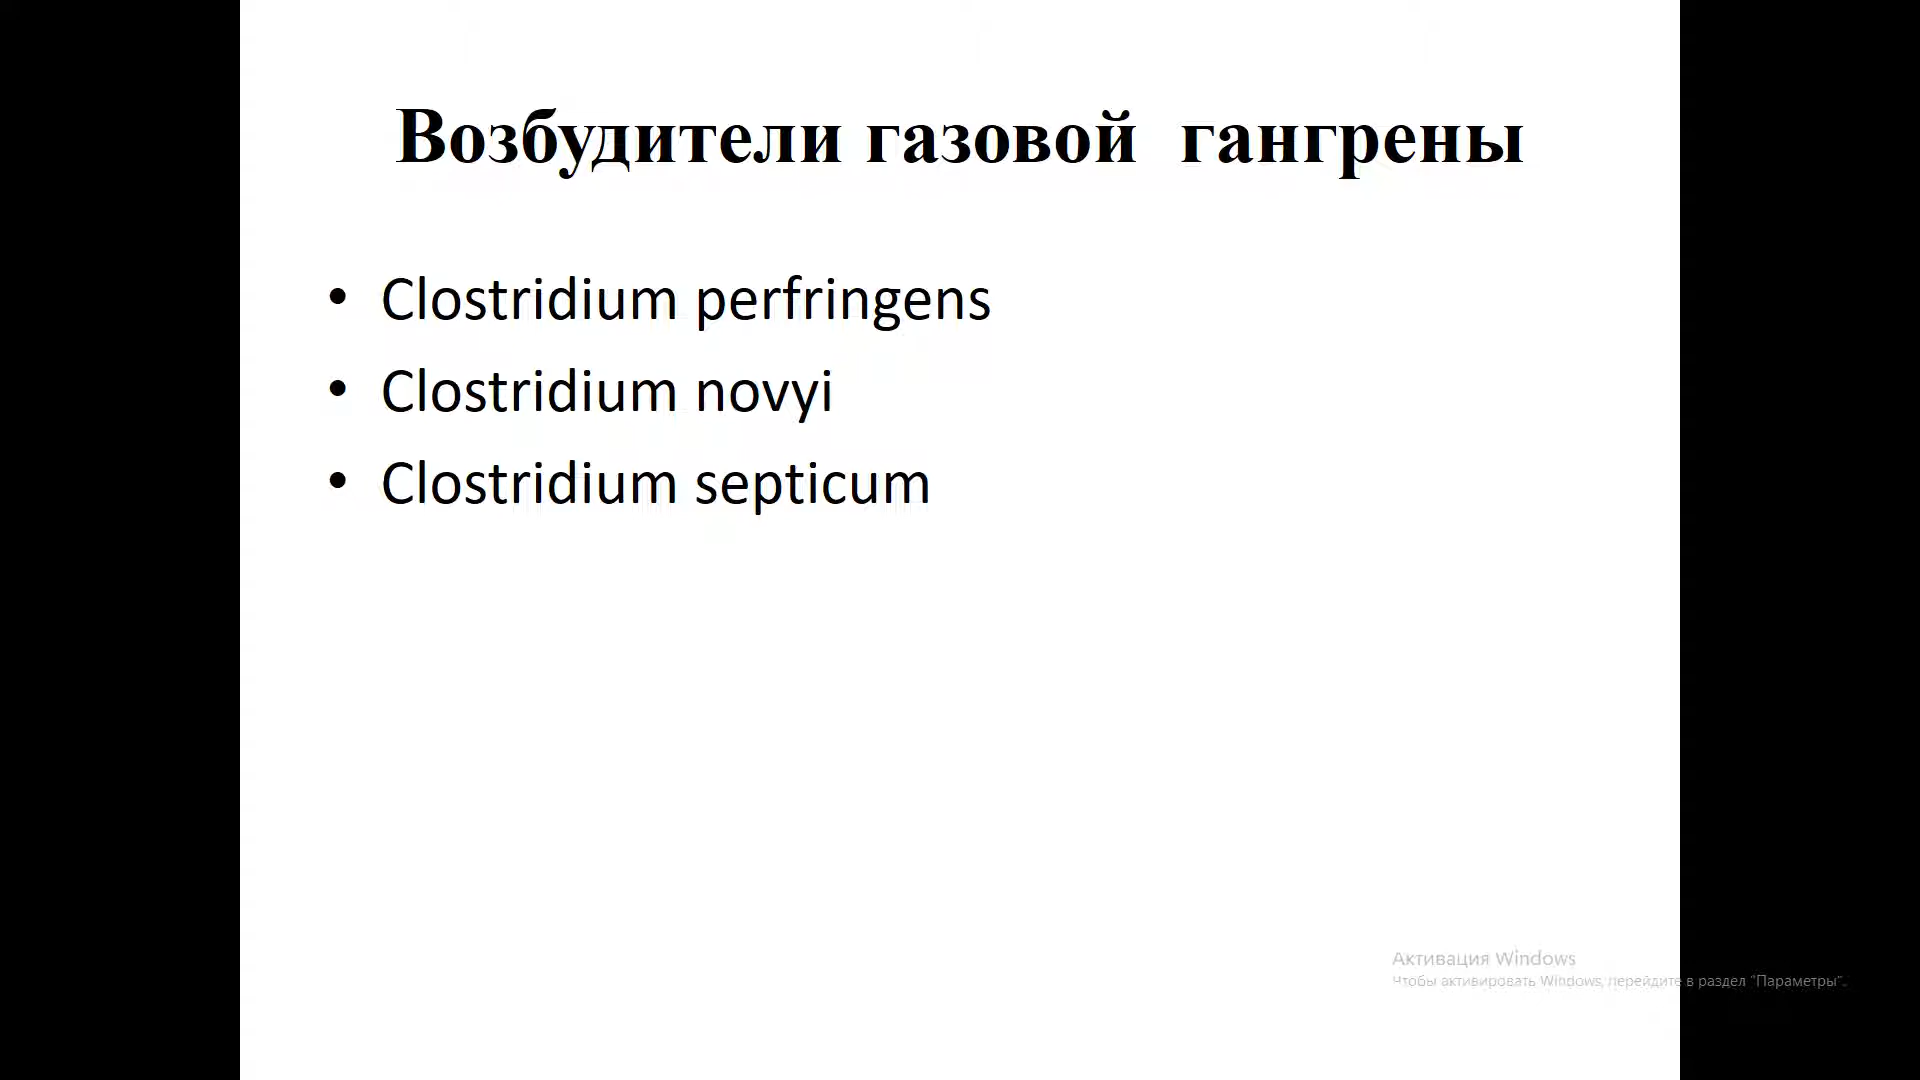 Возбудители газовой гангрены
• Clostridium perfringens
• Clostridium novyi
• Clostridium septicum
Активация Windows
Чтобы активировать Windows, перейдите в раздел "Параметры".